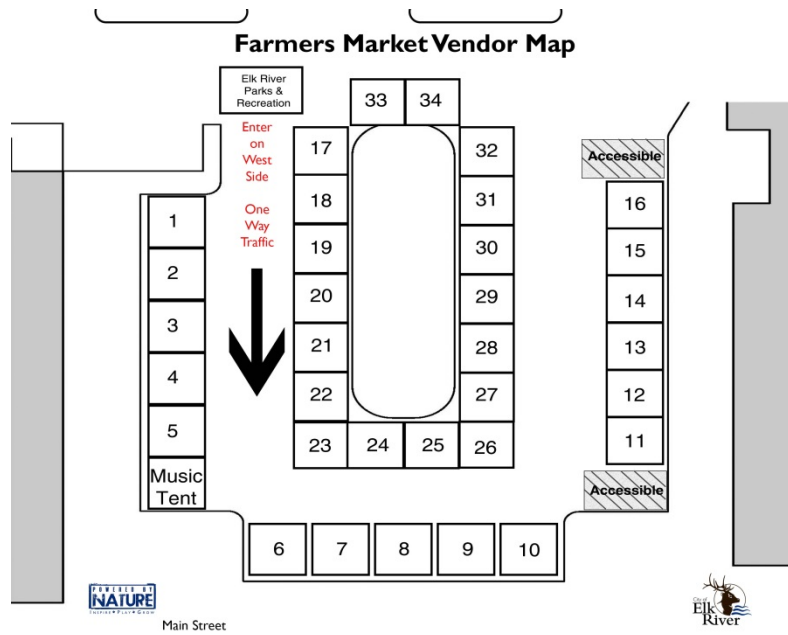 Farmers Market Vendor Map
Elk River
Parks &
Recreation
Enter
on
West
Side
One
Way
Traffic
33 34
17
18
19
20
21
22
23 24 25 26
32
31
30
29
28
27
1
2
3
4
5
Music
Tent
Accessible
16
15
14
13
12
11
Accessible
6 7 8 9 10
POWERED BY
NATURE
INSPIRE • PLAY • GROW
Main Street
City of
Elk
River